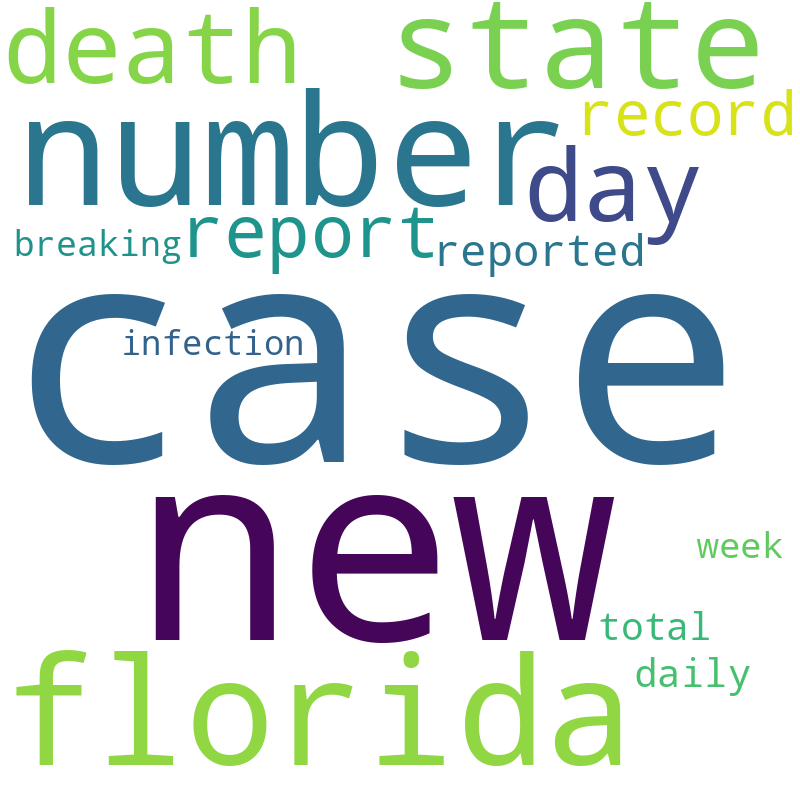 death state
number record
day
breaking report reported
case
infection
new
week
total
florida daily